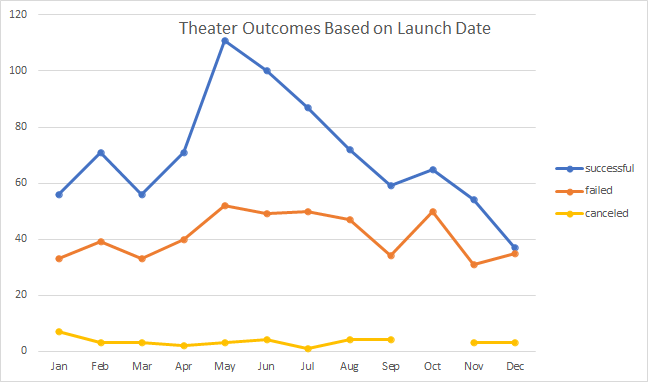 Theater Outcomes Based on Launch Date
120
100
80
60
40
20
0
Jan Feb Mar Apr May Jun Jul Aug Sep Oct Nov Dec
successful
failed
canceled